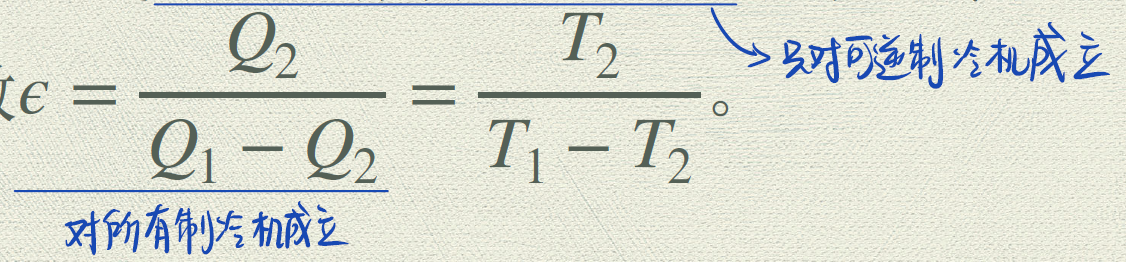 ϵ = Q₂ / (Q₁ − Q₂) = T₂ / (T₁ − T₂)。
只对可逆制冷机成立
对所有制冷机成立